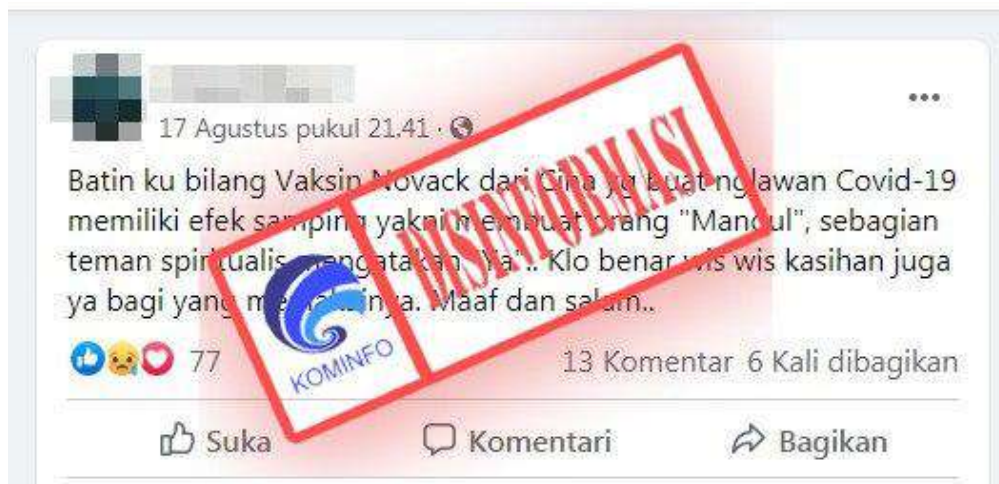 17 Agustus pukul 21.41 ·
Batin ku bilang Vaksin Novack dari Cina yg buat nglawan Covid-19
memiliki efek samping yakni membuat orang "Mandul", sebagian
teman spiritualis mengatakan Ya.. Klo benar wis wis kasihan juga
ya bagi yang memakainya. Maaf dan salam..
DISINFORMASI
KOMINFO
77
13 Komentar 6 Kali dibagikan
Suka Komentari Bagikan